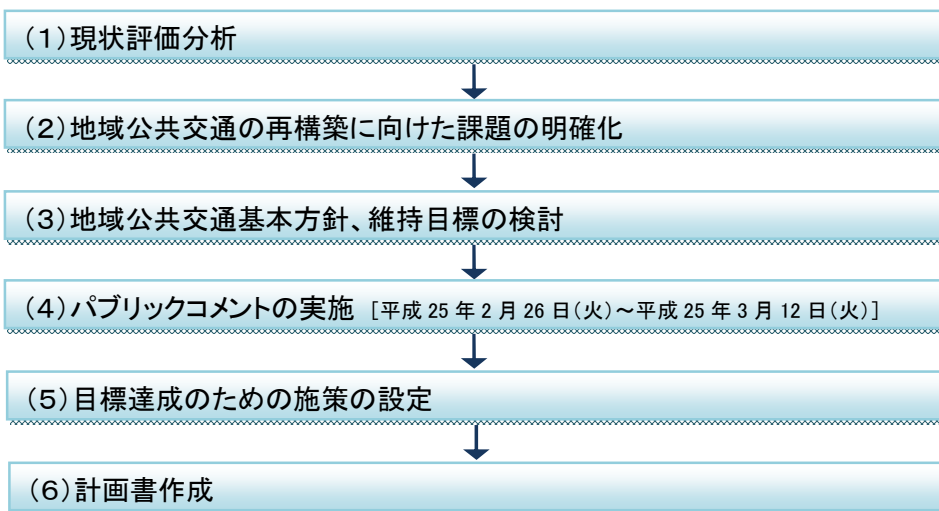 （１）現状評価分析
（２）地域公共交通の再構築に向けた課題の明確化
（３）地域公共交通基本方針、維持目標の検討
（４）パブリックコメントの実施 ［平成 25 年 2 月 26 日（火）～平成 25 年 3 月 12 日（火）］
（５）目標達成のための施策の設定
（６）計画書作成